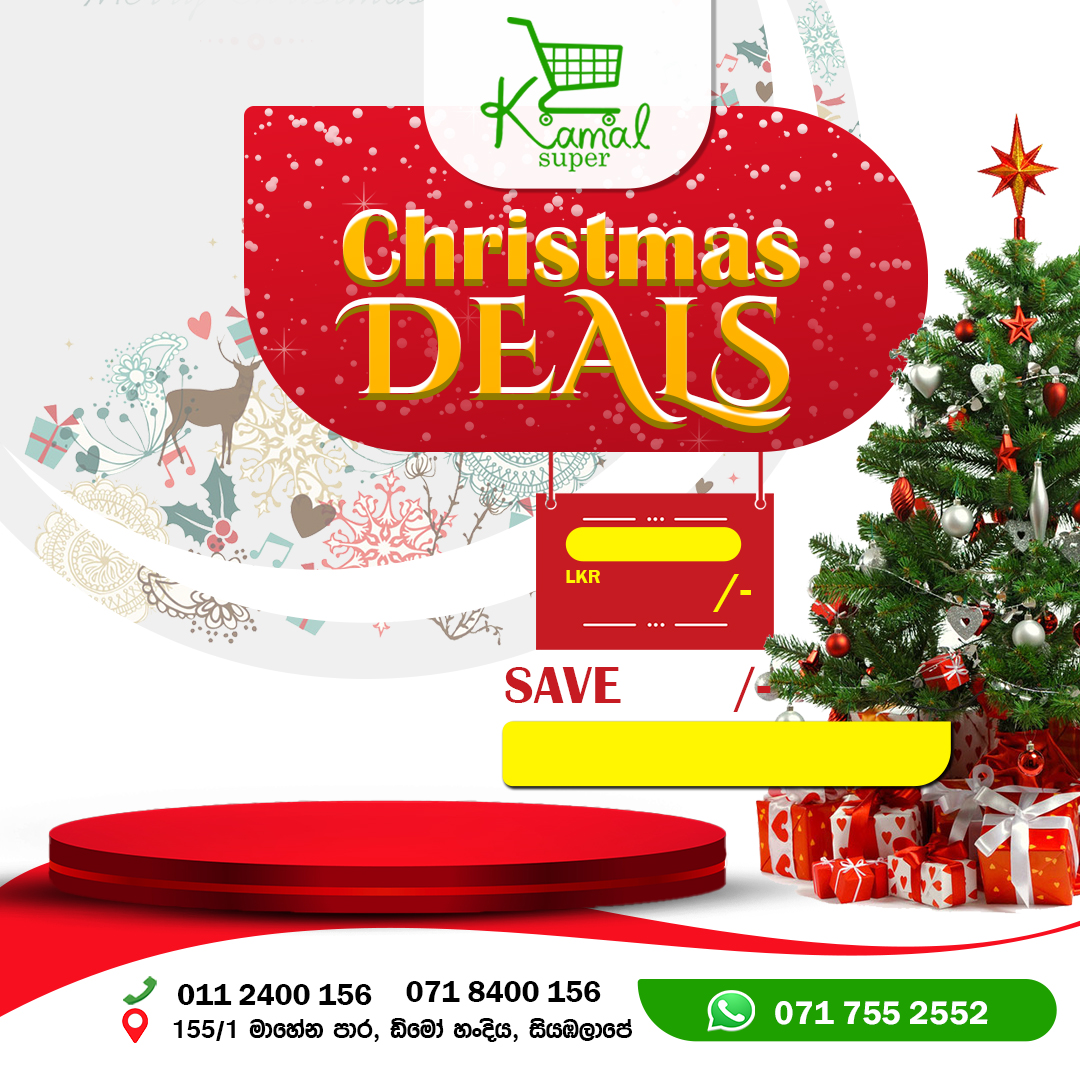 Kamal
super
Christmas
DEALS
LKR
/-
SAVE /-
011 2400 156 071 8400 156
071 755 2552
155/1 මාහේන පාර, ඩිමෝ හංදිය, සියඹලාපේ